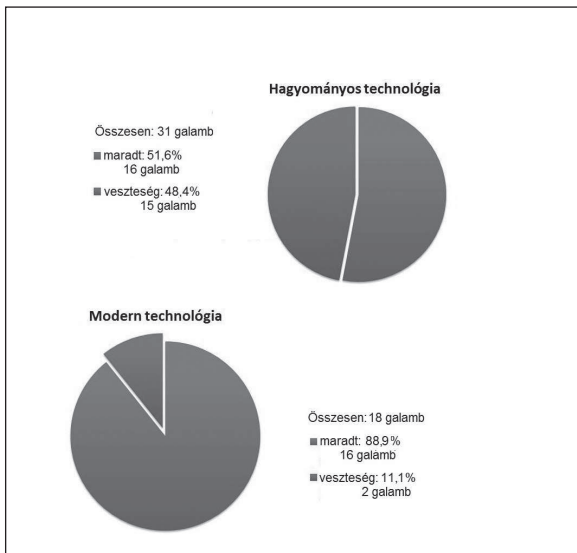 Hagyományos technológia
Összesen: 31 galamb
maradt: 51,6%
16 galamb
veszteség: 48,4%
15 galamb
Modern technológia
Összesen: 18 galamb
maradt: 88,9%
16 galamb
veszteség: 11,1%
2 galamb